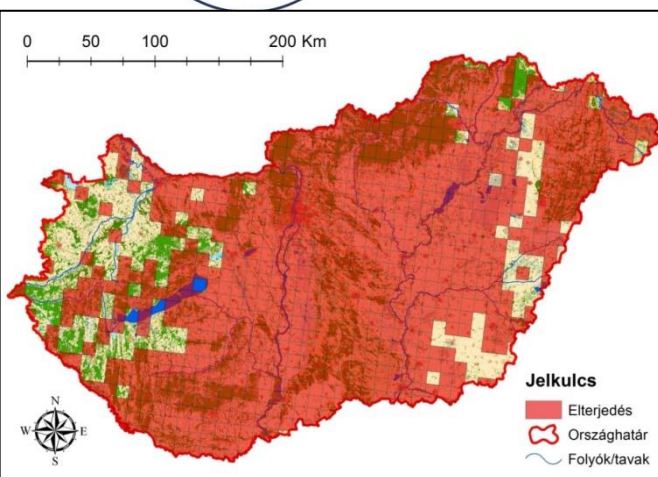 0 50 100 200 Km
Jelkulcs
Elterjedés
Országhatár
Folyók/tavak
N
W E
S